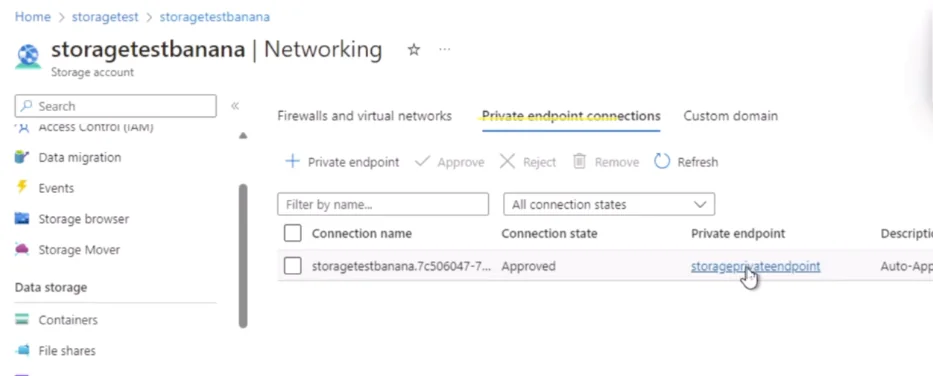 Home > storagetest > storagetestbanana
storagetestbanana | Networking ☆ ...
Storage account
Search «
Access Control (IAM)
Data migration
Events
Storage browser
Storage Mover
Data storage
Containers
File shares
Firewalls and virtual networks Private endpoint connections Custom domain
+ Private endpoint Approve Reject Remove Refresh
Filter by name... All connection states
Connection name Connection state Private endpoint Descripti
storagetestbanana.7c506047-7... Approved storageprivateendpoint Auto-App